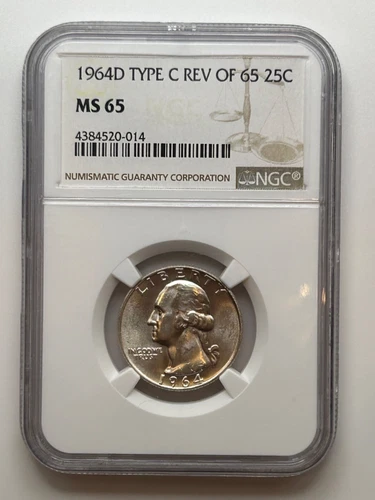 1964D TYPE C REV OF 65 25C
MS 65
4384520-014
NUMISMATIC GUARANTY CORPORATION
NGC
LIBERTY
IN GOD WE
TRUST
1964